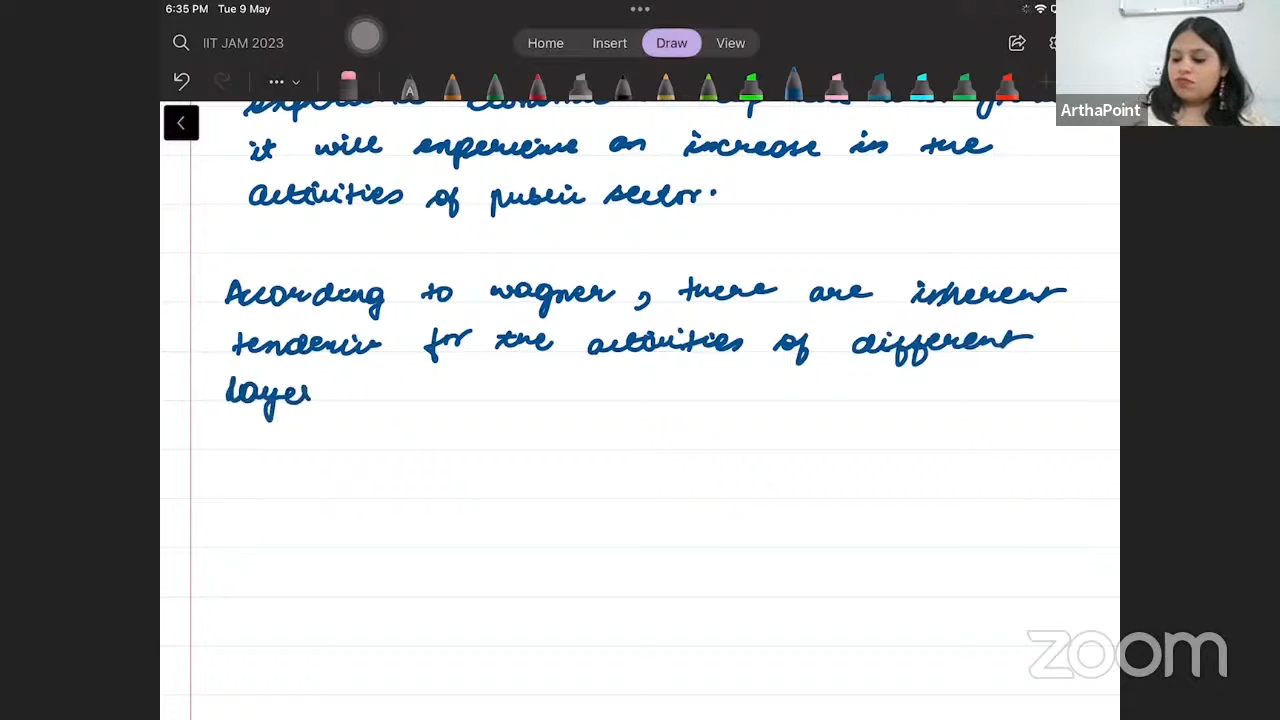 6:35 PM Tue 9 May
IIT JAM 2023
Home Insert Draw View
A
ArthaPoint
experience
it will experience an increase in the
activities of public sector.
According to wagner, there are inherent
tendencies for the activities of different
layer
zoom